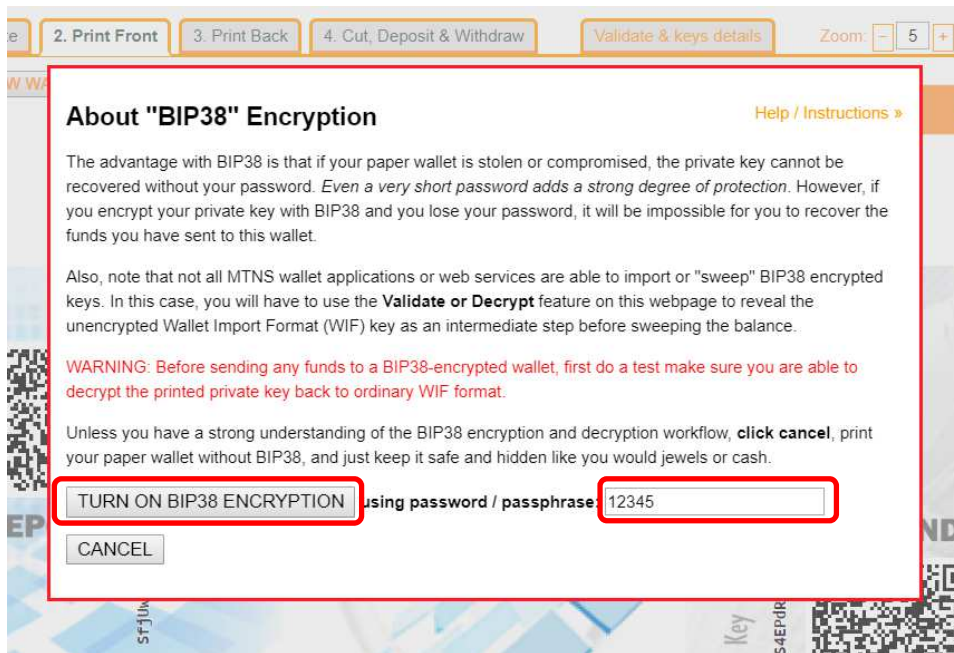 2. Print Front 3. Print Back 4. Cut, Deposit & Withdraw Validate & keys details Zoom: - 5 +
About "BIP38" Encryption Help / Instructions »
The advantage with BIP38 is that if your paper wallet is stolen or compromised, the private key cannot be
recovered without your password. Even a very short password adds a strong degree of protection. However, if
you encrypt your private key with BIP38 and you lose your password, it will be impossible for you to recover the
funds you have sent to this wallet.
Also, note that not all MTNS wallet applications or web services are able to import or "sweep" BIP38 encrypted
keys. In this case, you will have to use the Validate or Decrypt feature on this webpage to reveal the
unencrypted Wallet Import Format (WIF) key as an intermediate step before sweeping the balance.
WARNING: Before sending any funds to a BIP38-encrypted wallet, first do a test make sure you are able to
decrypt the printed private key back to ordinary WIF format.
Unless you have a strong understanding of the BIP38 encryption and decryption workflow, click cancel, print
your paper wallet without BIP38, and just keep it safe and hidden like you would jewels or cash.
TURN ON BIP38 ENCRYPTION using password / passphrase: 12345
CANCEL
Key